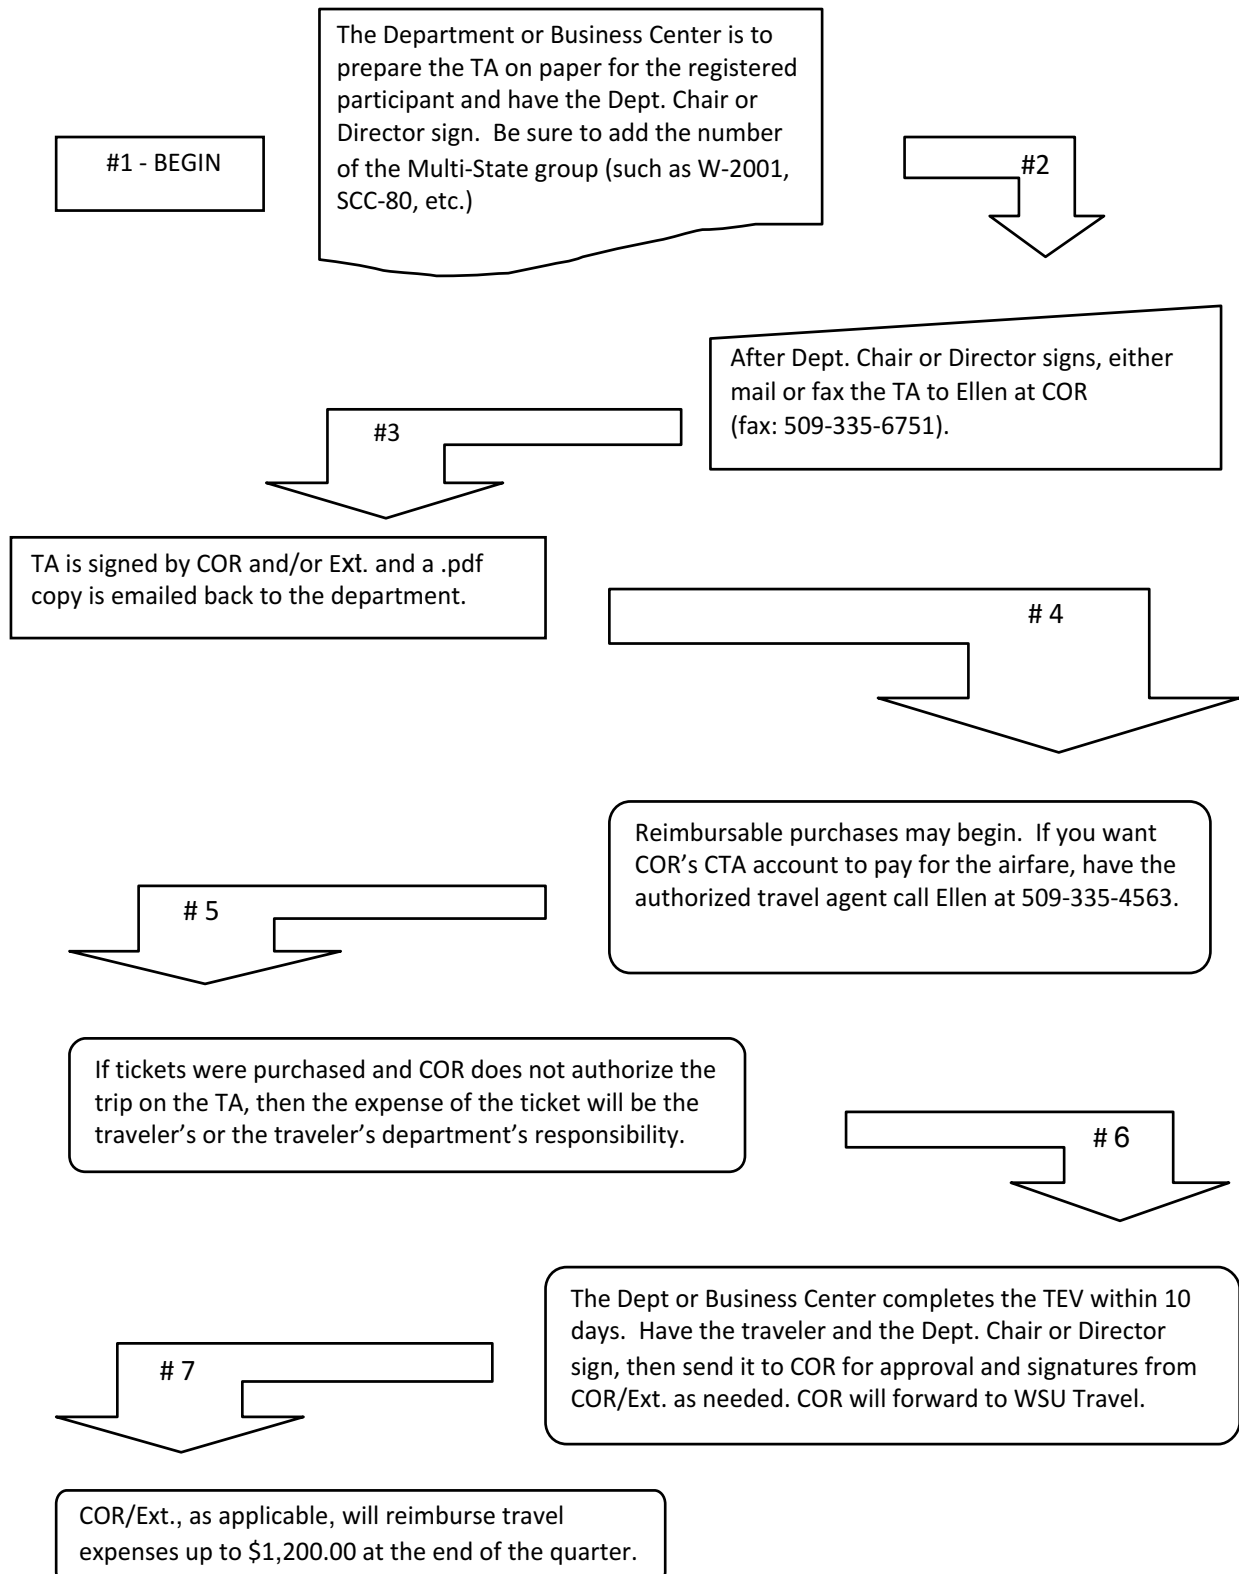 #1 - BEGIN
The Department or Business Center is to
prepare the TA on paper for the registered
participant and have the Dept. Chair or
Director sign.  Be sure to add the number
of the Multi-State group (such as W-2001,
SCC-80, etc.)
#2
After Dept. Chair or Director signs, either
mail or fax the TA to Ellen at COR
(fax: 509-335-6751).
#3
TA is signed by COR and/or Ext. and a .pdf
copy is emailed back to the department.
# 4
Reimbursable purchases may begin.  If you want
COR’s CTA account to pay for the airfare, have the
authorized travel agent call Ellen at 509-335-4563.
# 5
If tickets were purchased and COR does not authorize the
trip on the TA, then the expense of the ticket will be the
traveler’s or the traveler’s department’s responsibility.
# 6
The Dept or Business Center completes the TEV within 10
days.  Have the traveler and the Dept. Chair or Director
sign, then send it to COR for approval and signatures from
COR/Ext. as needed. COR will forward to WSU Travel.
# 7
COR/Ext., as applicable, will reimburse travel
expenses up to $1,200.00 at the end of the quarter.